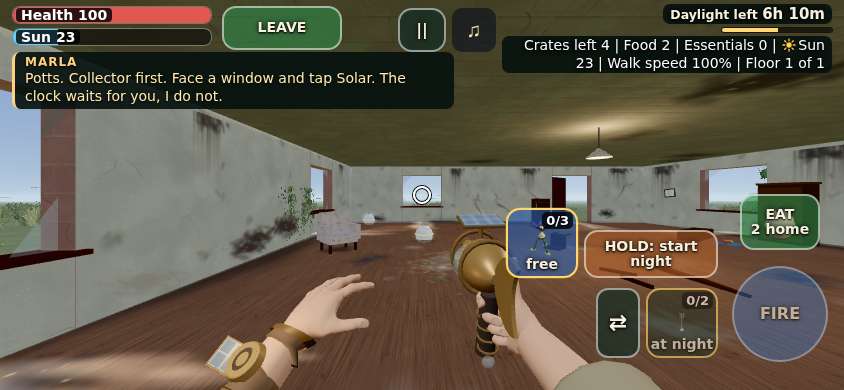 Health 100
Sun 23
LEAVE
Daylight left 6h 10m
Crates left 4 | Food 2 | Essentials 0 | ☀Sun
23 | Walk speed 100% | Floor 1 of 1
MARLA
Potts. Collector first. Face a window and tap Solar. The
clock waits for you, I do not.
0/3
free
HOLD: start
night
EAT
2 home
0/2
at night
FIRE